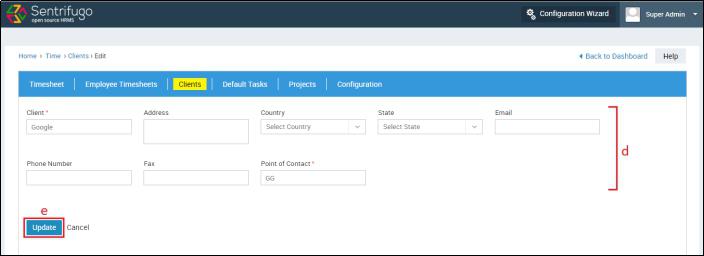 Sentrifugo
open source HRMS
Configuration Wizard
Super Admin
Home > Time > Clients > Edit
Back to Dashboard
Help
Timesheet
Employee Timesheets
Clients
Default Tasks
Projects
Configuration
Client *
Address
Country
State
Email
Google
Select Country
Select State
d
Phone Number
Fax
Point of Contact *
GG
e
Update
Cancel